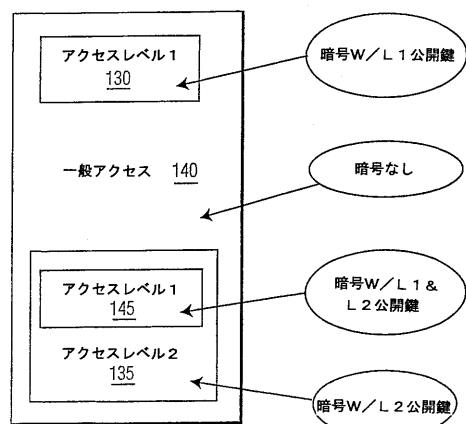 アクセスレベル1
130
暗号W/L1公開鍵
一般アクセス 140
暗号なし
アクセスレベル1
145
暗号W/L1&
L2公開鍵
アクセスレベル2
135
暗号W/L2公開鍵